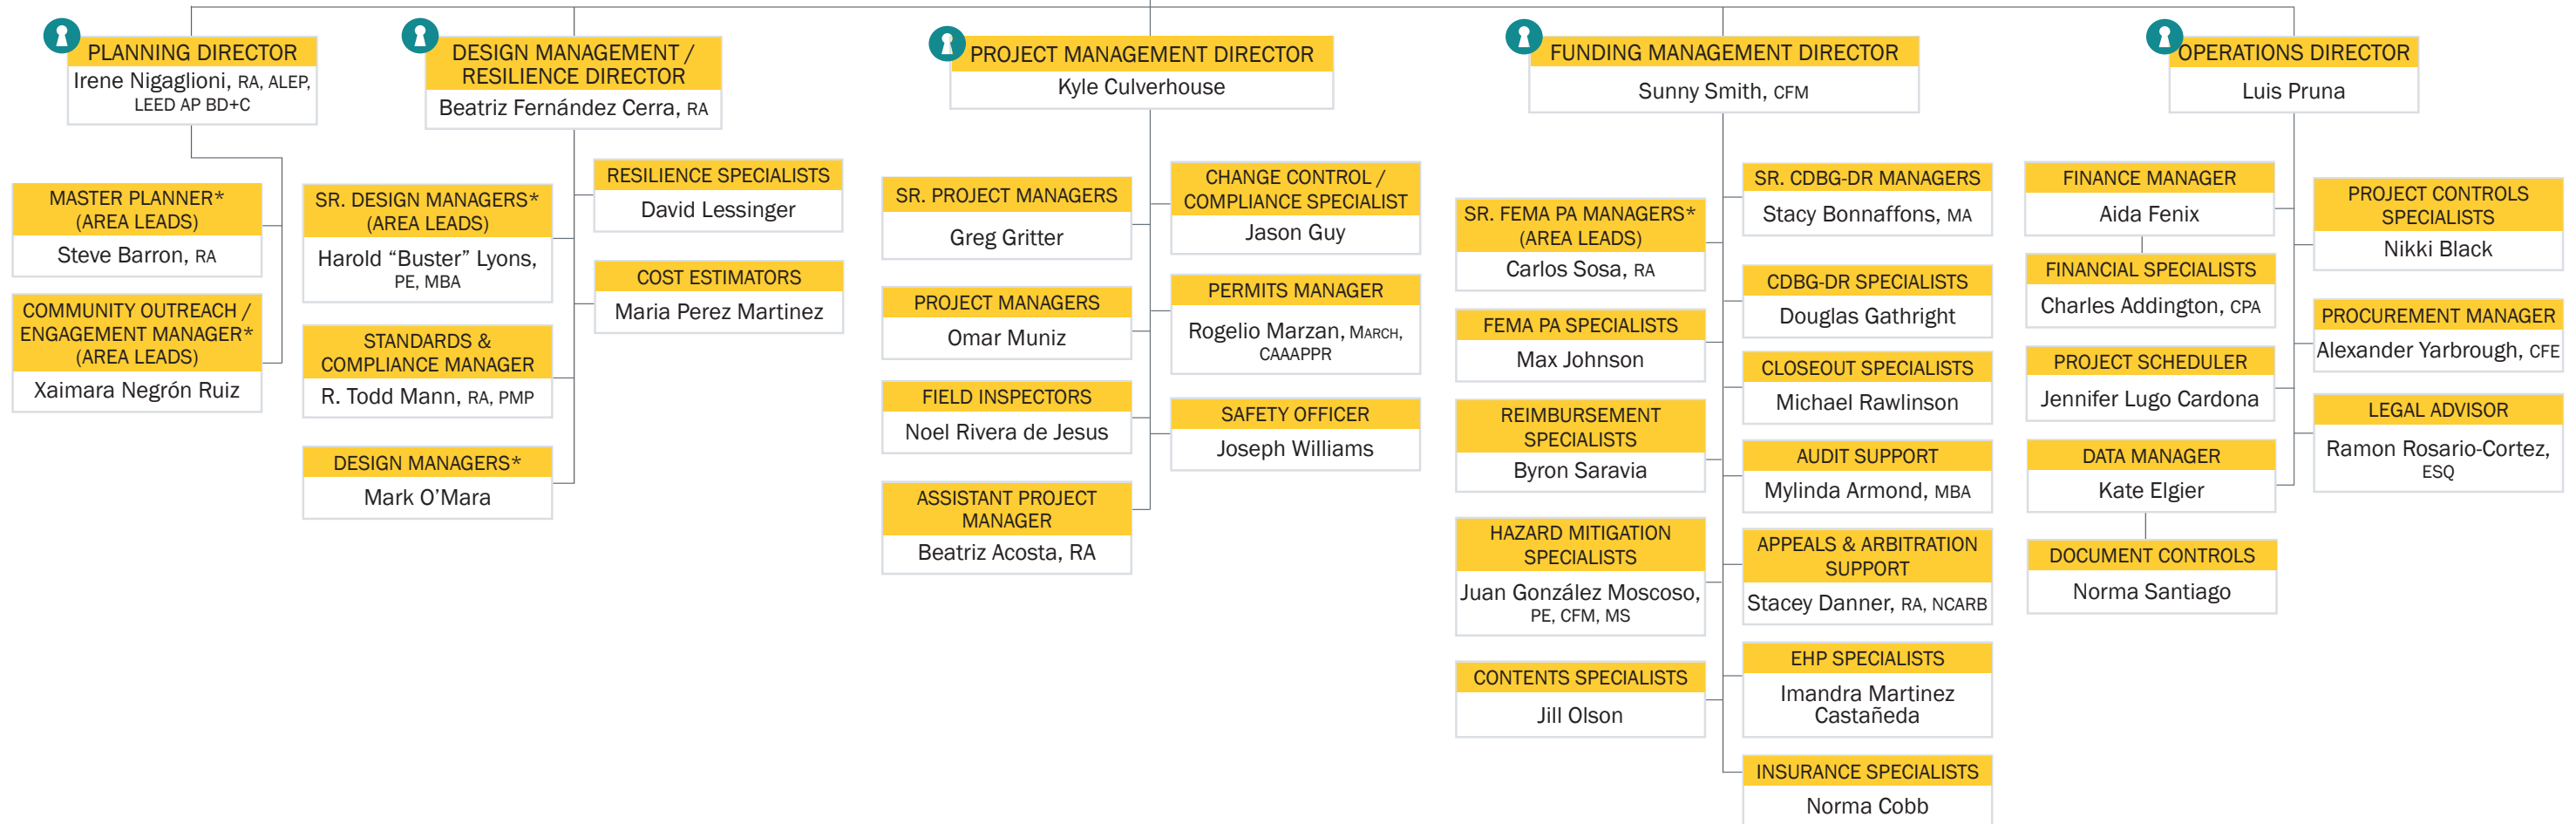 PLANNING DIRECTOR
Irene Nigaglioni, RA, ALEP,
LEED AP BD+C
MASTER PLANNER*
(AREA LEADS)
Steve Barron, RA
COMMUNITY OUTREACH /
ENGAGEMENT MANAGER*
(AREA LEADS)
Xaimara Negrón Ruiz
DESIGN MANAGEMENT /
RESILIENCE DIRECTOR
Beatriz Fernández Cerra, RA
SR. DESIGN MANAGERS*
(AREA LEADS)
Harold “Buster” Lyons,
PE, MBA
STANDARDS &
COMPLIANCE MANAGER
R. Todd Mann, RA, PMP
DESIGN MANAGERS*
Mark O’Mara
RESILIENCE SPECIALISTS
David Lessinger
COST ESTIMATORS
Maria Perez Martinez
PROJECT MANAGEMENT DIRECTOR
Kyle Culverhouse
SR. PROJECT MANAGERS
Greg Gritter
PROJECT MANAGERS
Omar Muniz
FIELD INSPECTORS
Noel Rivera de Jesus
ASSISTANT PROJECT
MANAGER
Beatriz Acosta, RA
CHANGE CONTROL /
COMPLIANCE SPECIALIST
Jason Guy
PERMITS MANAGER
Rogelio Marzan, MARCH,
CAAAPPR
SAFETY OFFICER
Joseph Williams
FUNDING MANAGEMENT DIRECTOR
Sunny Smith, CFM
SR. FEMA PA MANAGERS*
(AREA LEADS)
Carlos Sosa, RA
FEMA PA SPECIALISTS
Max Johnson
REIMBURSEMENT
SPECIALISTS
Byron Saravia
HAZARD MITIGATION
SPECIALISTS
Juan González Moscoso,
PE, CFM, MS
CONTENTS SPECIALISTS
Jill Olson
SR. CDBG-DR MANAGERS
Stacy Bonnaffons, MA
CDBG-DR SPECIALISTS
Douglas Gathright
CLOSEOUT SPECIALISTS
Michael Rawlinson
AUDIT SUPPORT
Mylinda Armond, MBA
APPEALS & ARBITRATION
SUPPORT
Stacey Danner, RA, NCARB
EHP SPECIALISTS
Imandra Martinez
Castañeda
INSURANCE SPECIALISTS
Norma Cobb
OPERATIONS DIRECTOR
Luis Pruna
FINANCE MANAGER
Aida Fenix
FINANCIAL SPECIALISTS
Charles Addington, CPA
PROJECT SCHEDULER
Jennifer Lugo Cardona
DATA MANAGER
Kate Elgier
DOCUMENT CONTROLS
Norma Santiago
PROJECT CONTROLS
SPECIALISTS
Nikki Black
PROCUREMENT MANAGER
Alexander Yarbrough, CFE
LEGAL ADVISOR
Ramon Rosario-Cortez,
ESQ